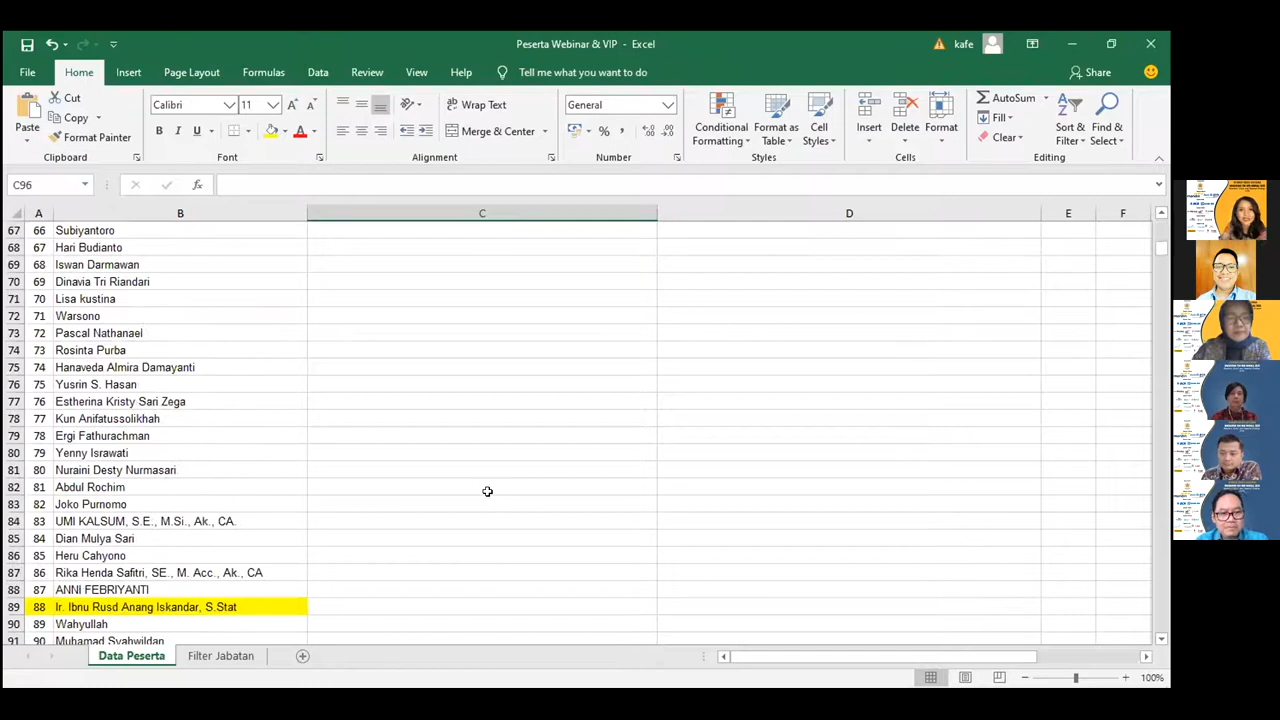 Peserta Webinar & VIP - Excel
kafe
File Home Insert Page Layout Formulas Data Review View Help Tell me what you want to do Share
Paste
Cut
Copy
Format Painter
Clipboard
Calibri 11
B I U
Font
Wrap Text
Merge & Center
Alignment
General
Number
Conditional Formatting
Format as Table
Cell Styles
Styles
Insert
Delete
Format
Cells
AutoSum
Fill
Clear
Sort & Filter
Find & Select
Editing
C96
fx
A B C D E F
67 66 Subiyantoro
68 67 Hari Budianto
69 68 Iswan Darmawan
70 69 Dinavia Tri Riandari
71 70 Lisa kustina
72 71 Warsono
73 72 Pascal Nathanael
74 73 Rosinta Purba
75 74 Hanaveda Almira Damayanti
76 75 Yusrin S. Hasan
77 76 Estherina Kristy Sari Zega
78 77 Kun Anifatussolikhah
79 78 Ergi Fathurachman
80 79 Yenny Israwati
81 80 Nuraini Desty Nurmasari
82 81 Abdul Rochim
83 82 Joko Purnomo
84 83 UMI KALSUM, S.E., M.Si., Ak., CA.
85 84 Dian Mulya Sari
86 85 Heru Cahyono
87 86 Rika Henda Safitri, SE., M. Acc., Ak., CA
88 87 ANNI FEBRIYANTI
89 88 Ir. Ibnu Rusd Anang Iskandar, S.Stat
90 89 Wahyullah
91 90 Muhamad Syahwildan
Data Peserta Filter Jabatan
100%